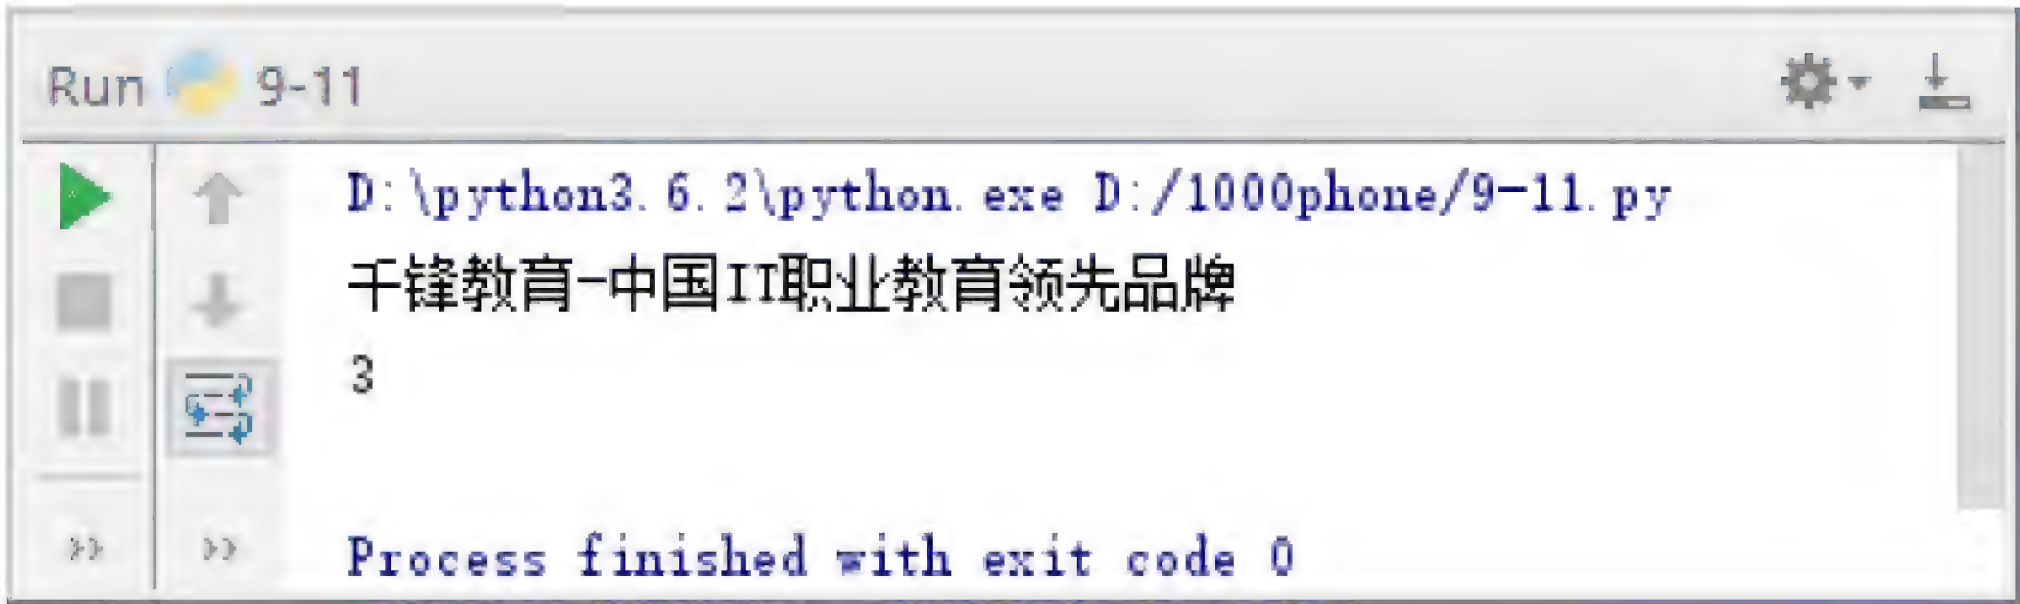 Run 9-11
D:\python3.6.2\python.exe D:/1000phone/9-11.py
千锋教育-中国IT职业教育领先品牌
3
Process finished with exit code 0